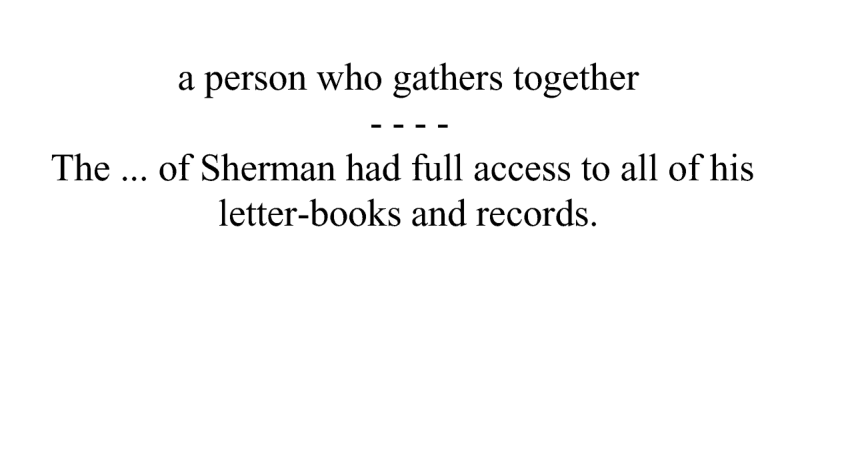 a person who gathers together
- - - -
The ... of Sherman had full access to all of his
letter-books and records.